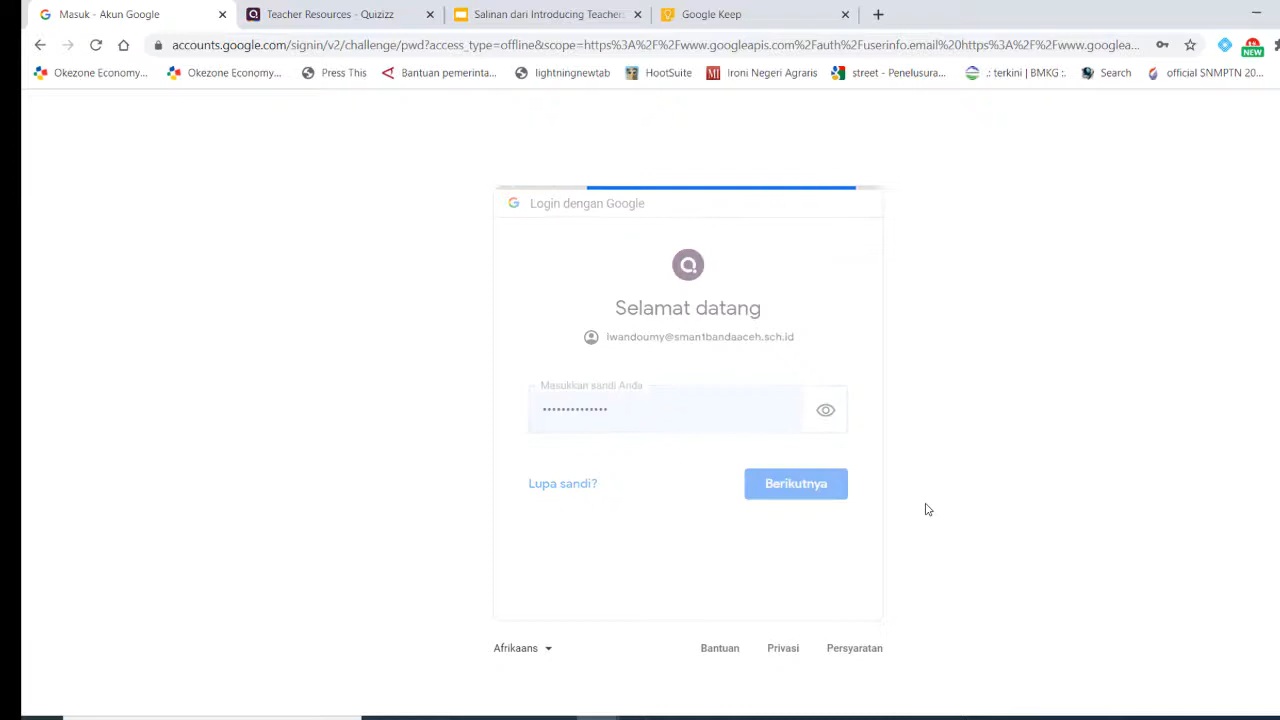 Masuk - Akun Google
Teacher Resources - Quizizz
Salinan dari Introducing Teachers
Google Keep
accounts.google.com/signin/v2/challenge/pwd?access_type=offline&scope=https%3A%2F%2Fwww.googleapis.com%2Fauth%2Fuserinfo.email%20https%3A%2F%2Fwww.googlea...
NEW
Okezone Economy...
Okezone Economy...
Press This
Bantuan pemerinta...
lightningnewtab
HootSuite
Ironi Negeri Agraris
street - Penelusura...
.: terkini | BMKG :.
Search
official SNMPTN 20...
Login dengan Google
Selamat datang
iwandoumy@sman1bandaaceh.sch.id
Masukkan sandi Anda
Lupa sandi?
Berikutnya
Afrikaans
Bantuan
Privasi
Persyaratan